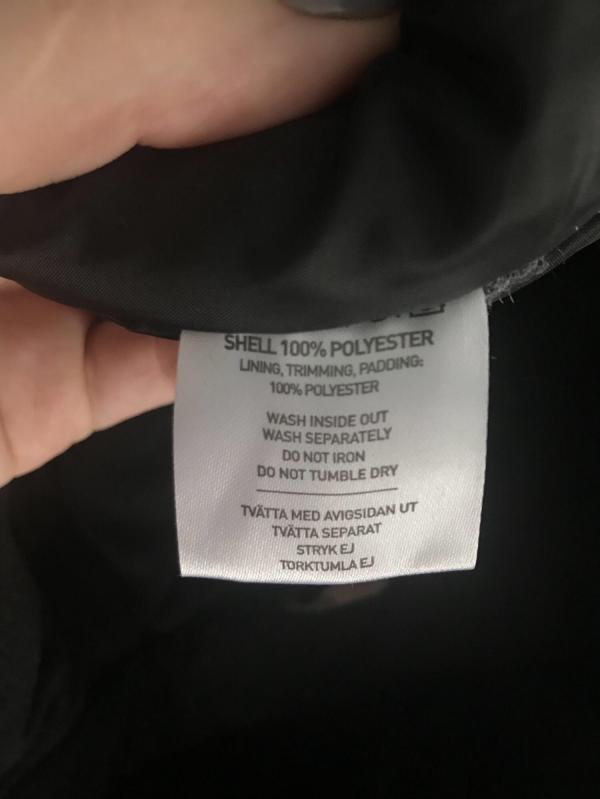 SHELL 100% POLYESTER
LINING, TRIMMING, PADDING:
100% POLYESTER
WASH INSIDE OUT
WASH SEPARATELY
DO NOT IRON
DO NOT TUMBLE DRY
TVÄTTA MED AVIGSIDAN UT
TVÄTTA SEPARAT
STRYK EJ
TORKTUMLA EJ